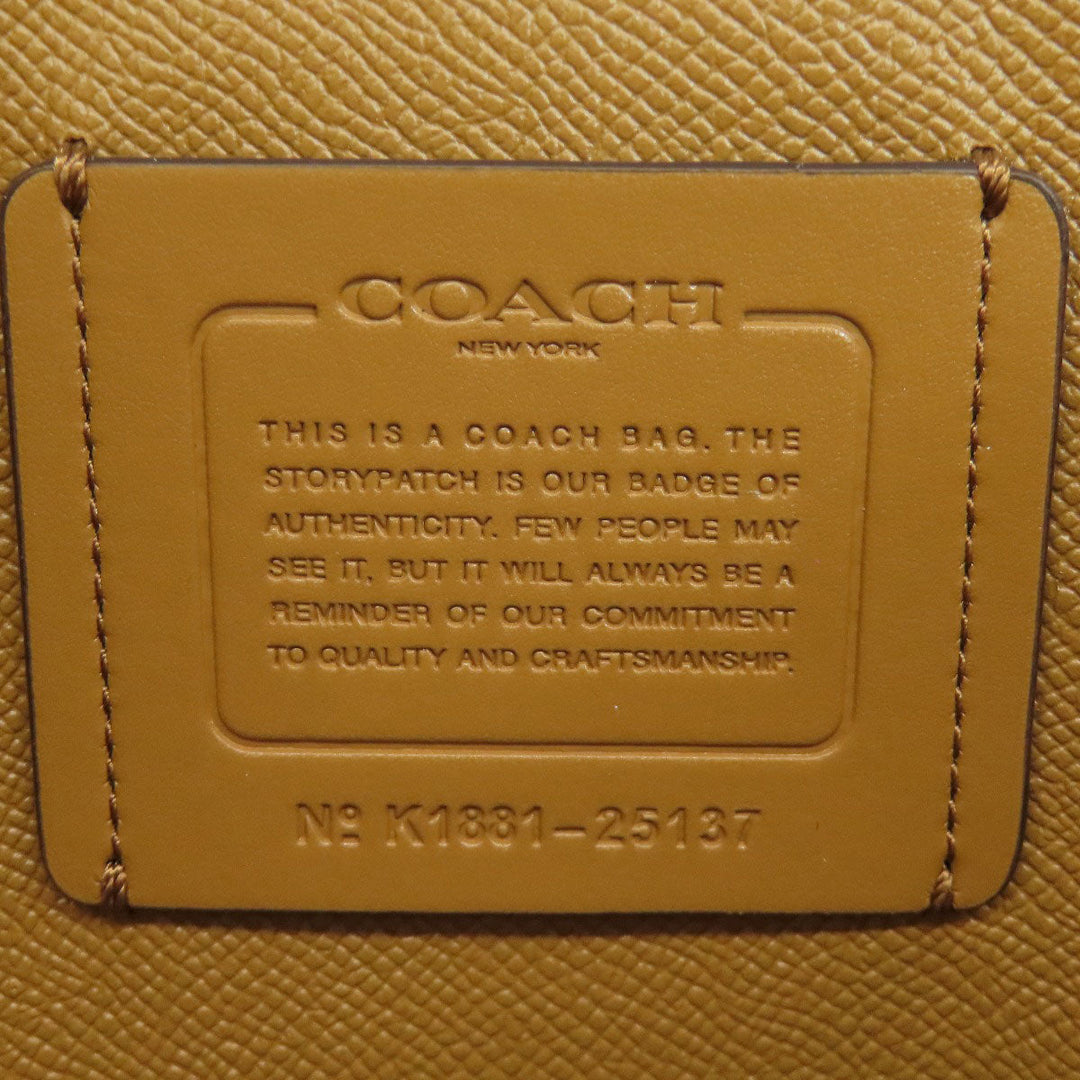 COACH
NEW YORK
THIS IS A COACH BAG. THE
STORYPATCH IS OUR BADGE OF
AUTHENTICITY. FEW PEOPLE MAY
SEE IT, BUT IT WILL ALWAYS BE A
REMINDER OF OUR COMMITMENT
TO QUALITY AND CRAFTSMANSHIP.
Nº K1881-25137